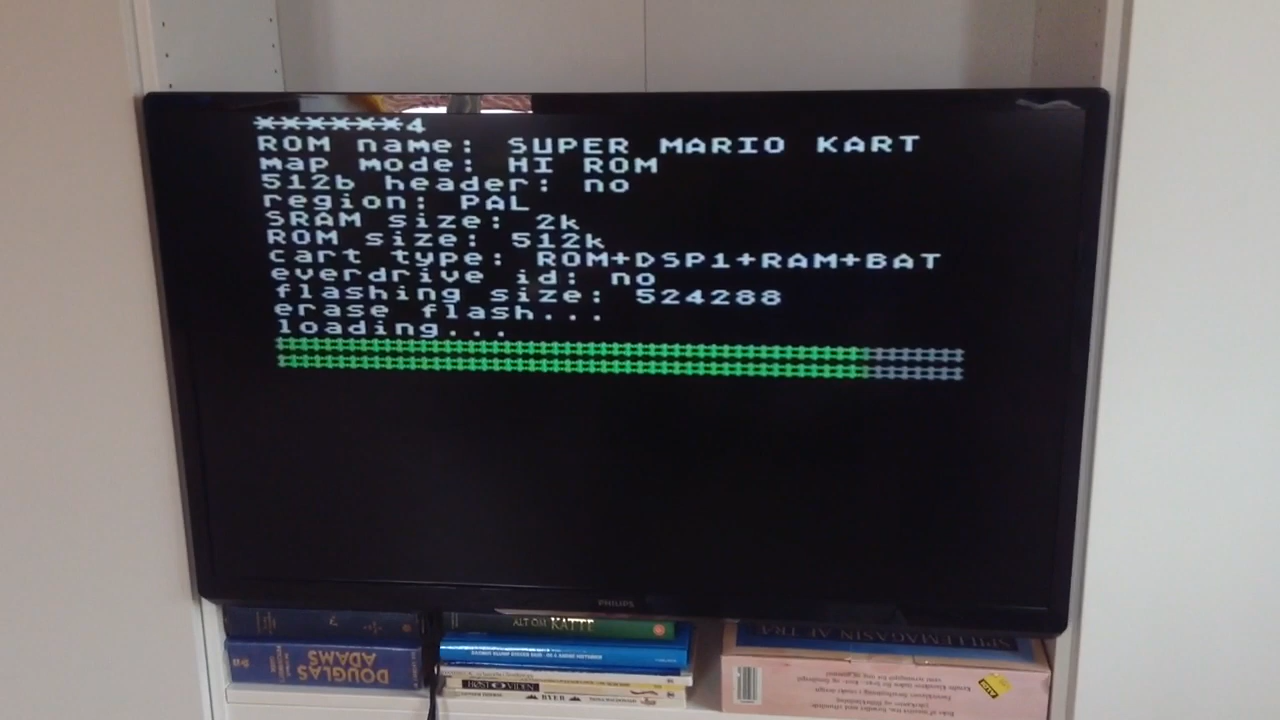 ××××××4
ROM name: SUPER MARIO KART
map mode: HI ROM
512b header: no
region: PAL
SRAM size: 2k
ROM size: 512k
cart type: ROM+DSP1+RAM+BAT
everdrive id: no
flashing size: 524288
erase flash...
loading...
PHILIPS
ALT OM KATTE
DOUGLAS
ADAMS
BYER
SPILLEMAGASIN AF TRÆ